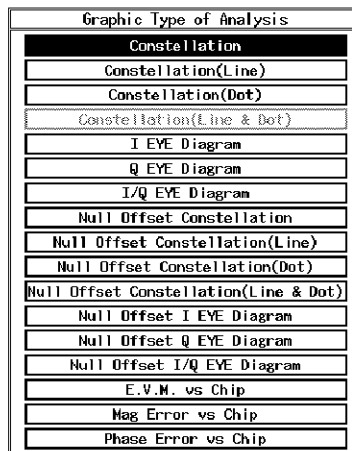 Graphic Type of Analysis
Constellation
Constellation(Line)
Constellation(Dot)
Constellation(Line & Dot)
I EYE Diagram
Q EYE Diagram
I/Q EYE Diagram
Null Offset Constellation
Null Offset Constellation(Line)
Null Offset Constellation(Dot)
Null Offset Constellation(Line & Dot)
Null Offset I EYE Diagram
Null Offset Q EYE Diagram
Null Offset I/Q EYE Diagram
E.V.M. vs Chip
Mag Error vs Chip
Phase Error vs Chip